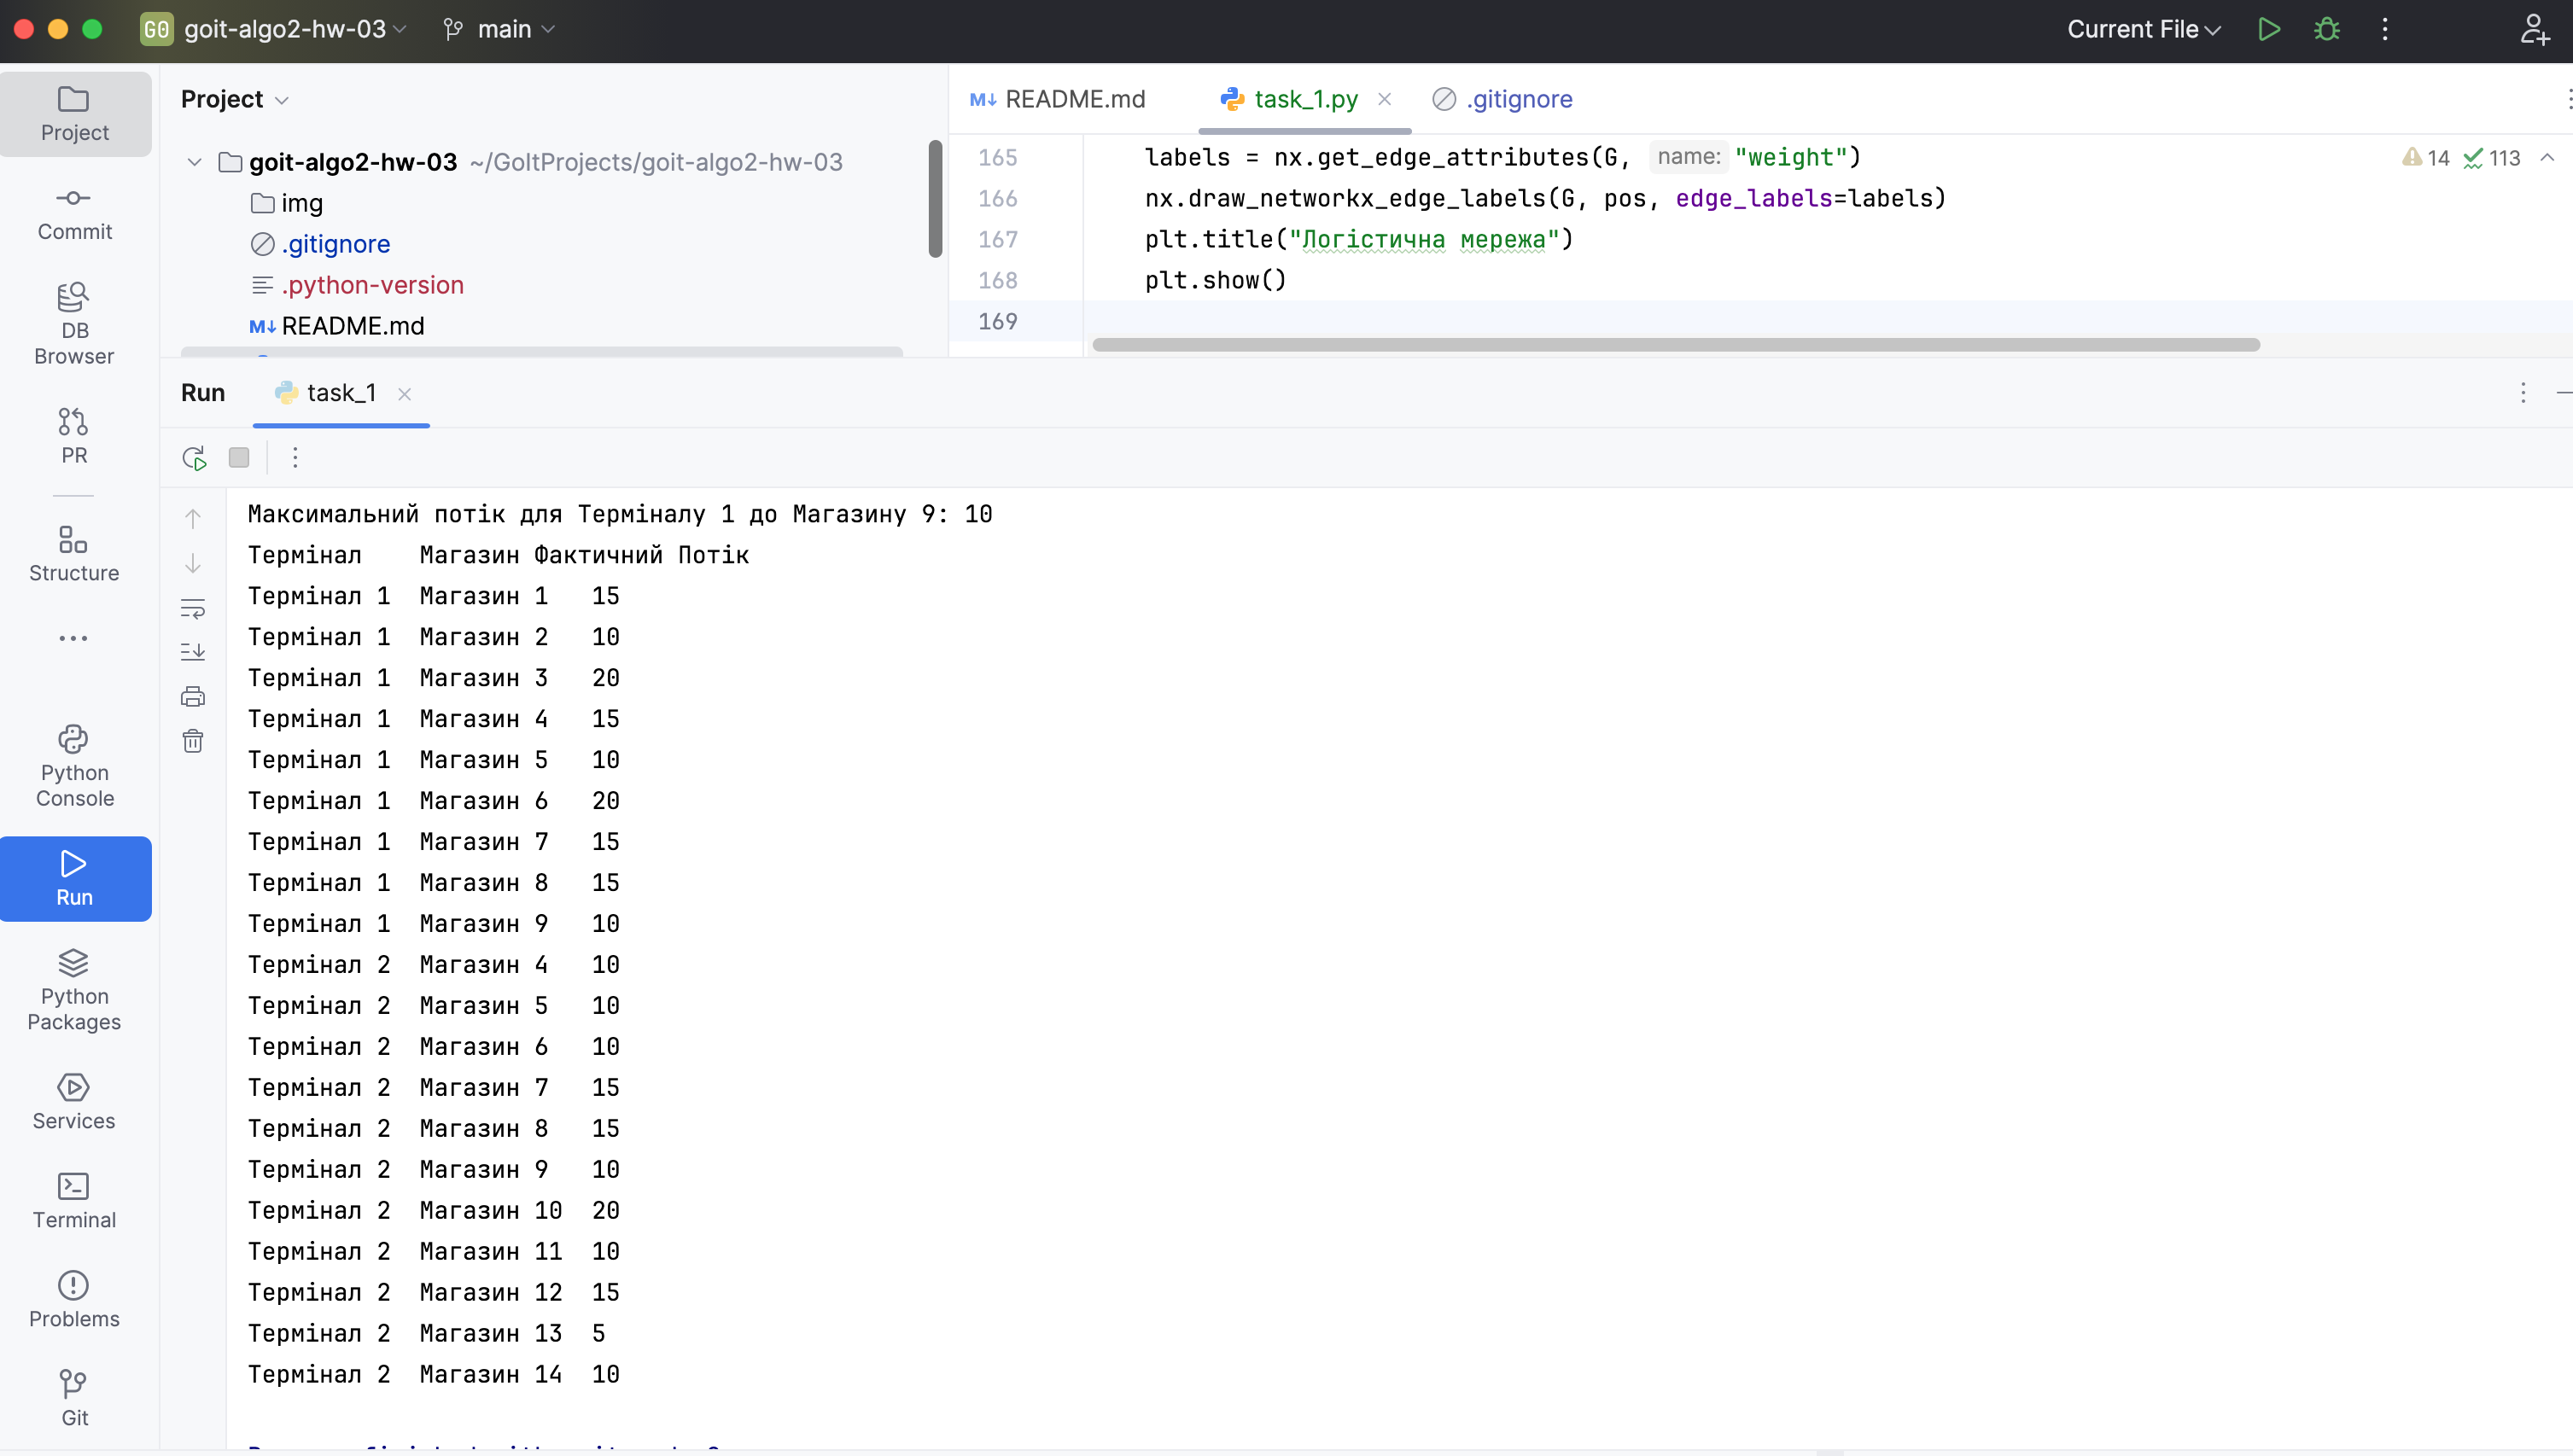 GO goit-algo2-hw-03 main Current File
Project
Commit
DB
Browser
PR
Structure
Python
Console
Run
Python
Packages
Services
Terminal
Problems
Git
Project
goit-algo2-hw-03 ~/GoItProjects/goit-algo2-hw-03
img
.gitignore
.python-version
M↓ README.md
M↓ README.md task_1.py .gitignore
165 labels = nx.get_edge_attributes(G, name: "weight")
14 113
166 nx.draw_networkx_edge_labels(G, pos, edge_labels=labels)
167 plt.title("Логістична мережа")
168 plt.show()
169
Run task_1
Максимальний потік для Терміналу 1 до Магазину 9: 10
Термінал Магазин Фактичний Потік
Термінал 1 Магазин 1 15
Термінал 1 Магазин 2 10
Термінал 1 Магазин 3 20
Термінал 1 Магазин 4 15
Термінал 1 Магазин 5 10
Термінал 1 Магазин 6 20
Термінал 1 Магазин 7 15
Термінал 1 Магазин 8 15
Термінал 1 Магазин 9 10
Термінал 2 Магазин 4 10
Термінал 2 Магазин 5 10
Термінал 2 Магазин 6 10
Термінал 2 Магазин 7 15
Термінал 2 Магазин 8 15
Термінал 2 Магазин 9 10
Термінал 2 Магазин 10 20
Термінал 2 Магазин 11 10
Термінал 2 Магазин 12 15
Термінал 2 Магазин 13 5
Термінал 2 Магазин 14 10